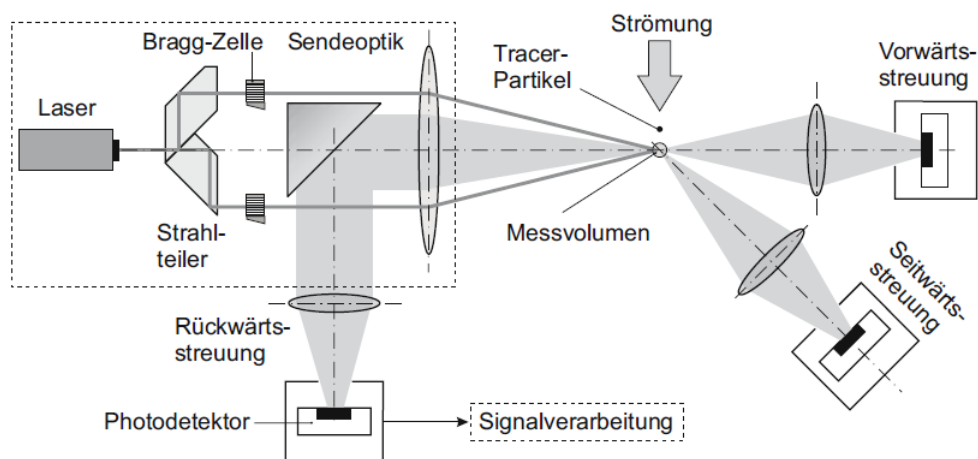 Laser
Bragg-Zelle
Sendeoptik
Strahl-
teiler
Tracer-
Partikel
Strömung
Messvolumen
Vorwärts-
streuung
Seitwärts-
streuung
Rückwärts-
streuung
Photodetektor
Signalverarbeitung